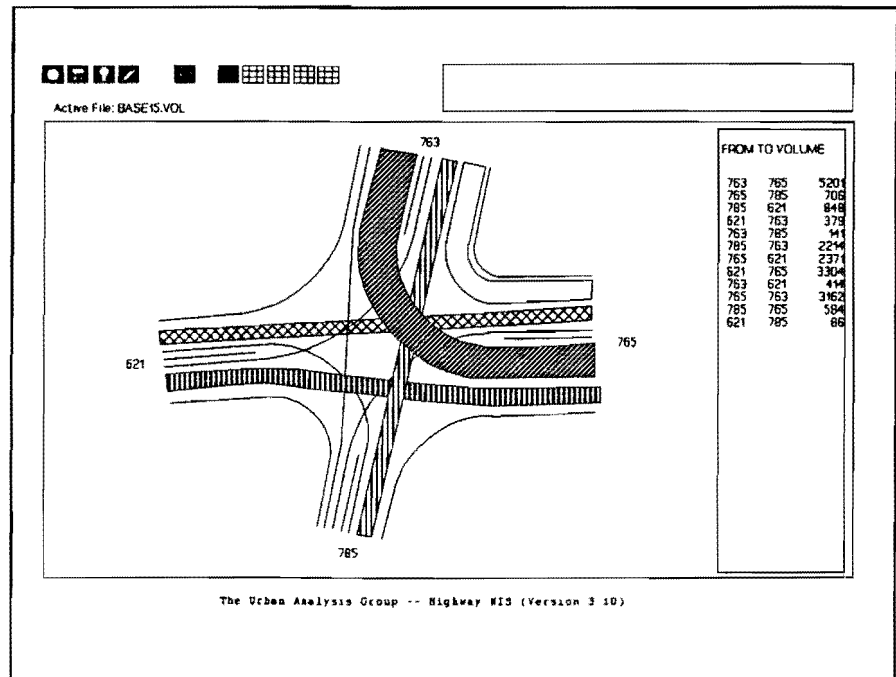 Active File: BASE15.VOL
763
621
765
785
FROM TO VOLUME
763 765 5201
765 785 706
785 621 848
621 763 379
763 785 141
785 763 2214
765 621 2371
621 765 3304
763 621 414
765 763 3162
785 765 584
621 785 86
The Urban Analysis Group -- Highway NIS (Version 3 10)